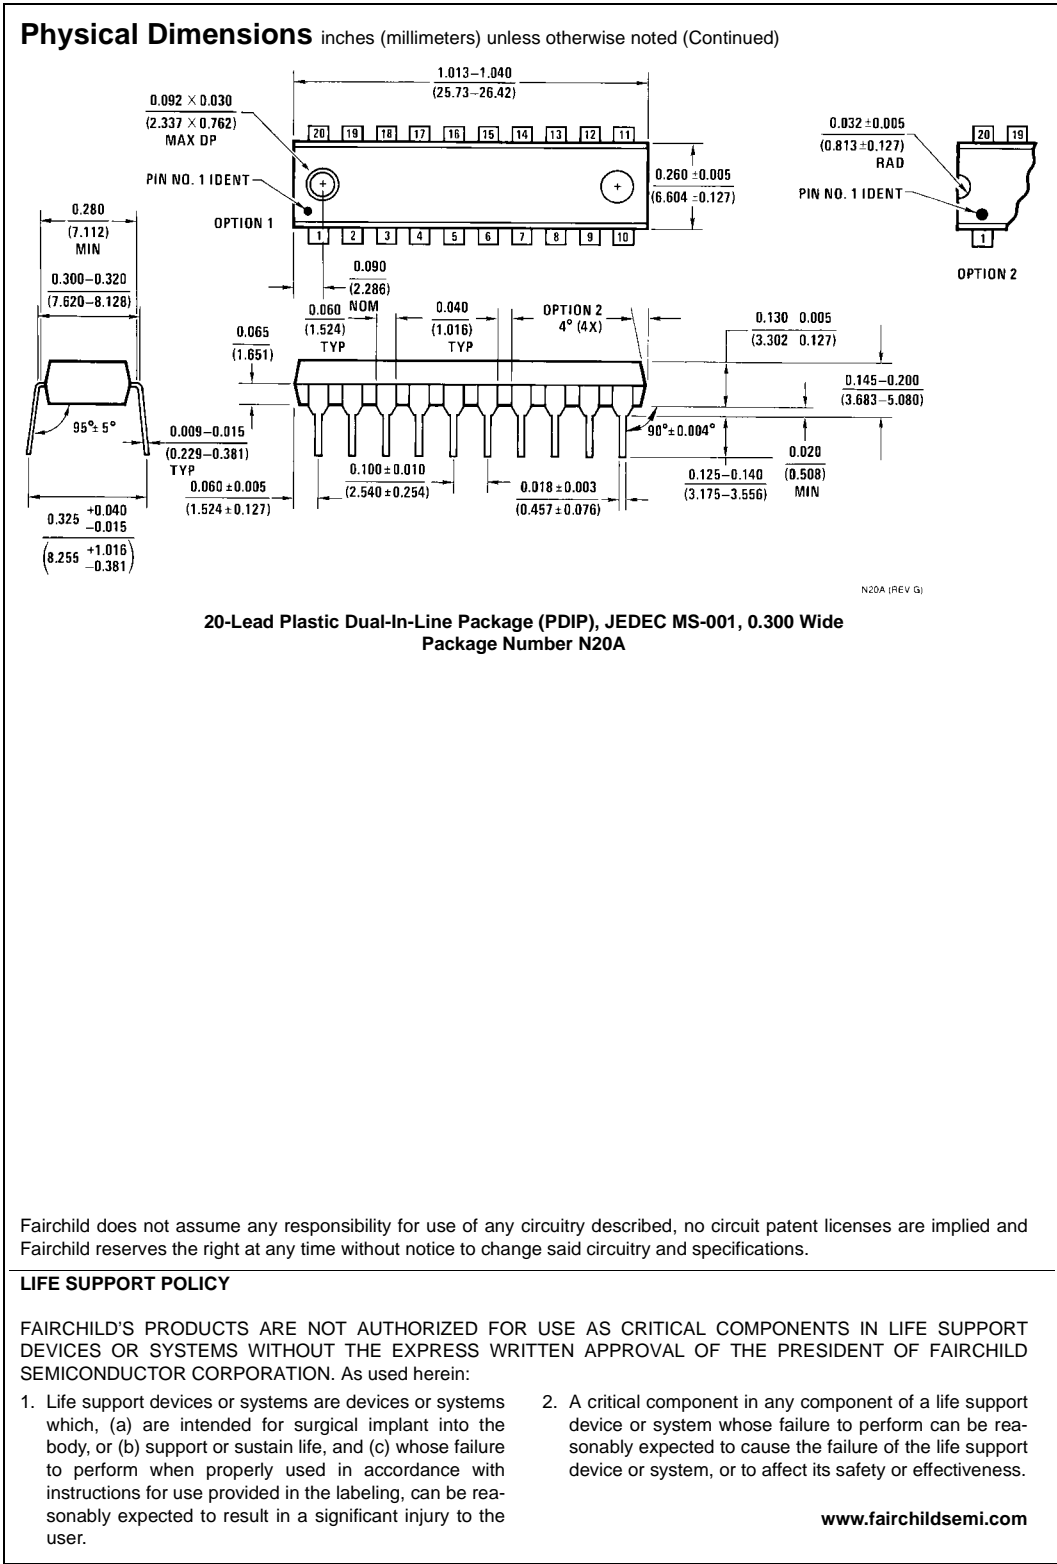 Physical Dimensions inches (millimeters) unless otherwise noted (Continued)
1.013–1.040
(25.73–26.42)
0.092 × 0.030
(2.337 × 0.762)
MAX DP
20 19 18 17 16 15 14 13 12 11
0.032 ±0.005
(0.813 ±0.127)
RAD
20 19
PIN NO. 1 IDENT
0.260 ±0.005
(6.604 ±0.127)
PIN NO. 1 IDENT
0.280
(7.112)
MIN
OPTION 1
1 2 3 4 5 6 7 8 9 10
1
OPTION 2
0.300–0.320
(7.620–8.128)
0.090
(2.286)
NOM
0.060
(1.524)
TYP
0.040
(1.016)
TYP
OPTION 2
4° (4X)
0.130 0.005
(3.302 0.127)
0.065
(1.651)
0.145–0.200
(3.683–5.080)
95°± 5°
0.009–0.015
(0.229–0.381)
TYP
90°±0.004°
0.020
(0.508)
MIN
0.100 ±0.010
(2.540 ±0.254)
0.125–0.140
(3.175–3.556)
0.060 ±0.005
(1.524 ±0.127)
0.018 ±0.003
(0.457 ±0.076)
0.325 +0.040
–0.015
(8.255 +1.016
–0.381)
N20A (REV G)
20-Lead Plastic Dual-In-Line Package (PDIP), JEDEC MS-001, 0.300 Wide
Package Number N20A
Fairchild does not assume any responsibility for use of any circuitry described, no circuit patent licenses are implied and
Fairchild reserves the right at any time without notice to change said circuitry and specifications.
LIFE SUPPORT POLICY
FAIRCHILD'S PRODUCTS ARE NOT AUTHORIZED FOR USE AS CRITICAL COMPONENTS IN LIFE SUPPORT
DEVICES OR SYSTEMS WITHOUT THE EXPRESS WRITTEN APPROVAL OF THE PRESIDENT OF FAIRCHILD
SEMICONDUCTOR CORPORATION. As used herein:
1. Life support devices or systems are devices or systems
which, (a) are intended for surgical implant into the
body, or (b) support or sustain life, and (c) whose failure
to perform when properly used in accordance with
instructions for use provided in the labeling, can be rea-
sonably expected to result in a significant injury to the
user.
2. A critical component in any component of a life support
device or system whose failure to perform can be rea-
sonably expected to cause the failure of the life support
device or system, or to affect its safety or effectiveness.
www.fairchildsemi.com